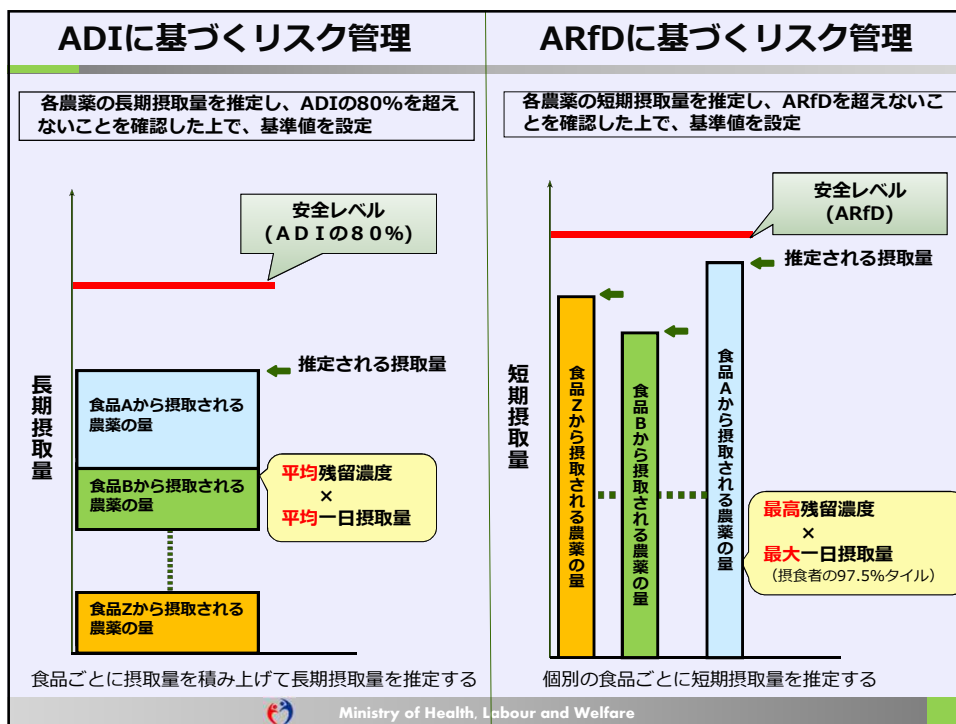 ADIに基づくリスク管理
各農薬の長期摂取量を推定し、ADIの80%を超え
ないことを確認した上で、基準値を設定
安全レベル
(ADIの80%)
推定される摂取量
長期摂取量
食品Aから摂取される
農薬の量
食品Bから摂取される
農薬の量
平均残留濃度
×
平均一日摂取量
食品Zから摂取される
農薬の量
食品ごとに摂取量を積み上げて長期摂取量を推定する
ARfDに基づくリスク管理
各農薬の短期摂取量を推定し、ARfDを超えないこ
とを確認した上で、基準値を設定
安全レベル
(ARfD)
推定される摂取量
短期摂取量
食品Zから摂取される農薬の量
食品Bから摂取される農薬の量
食品Aから摂取される農薬の量
最高残留濃度
×
最大一日摂取量
(摂食者の97.5%タイル)
個別の食品ごとに短期摂取量を推定する
Ministry of Health, Labour and Welfare